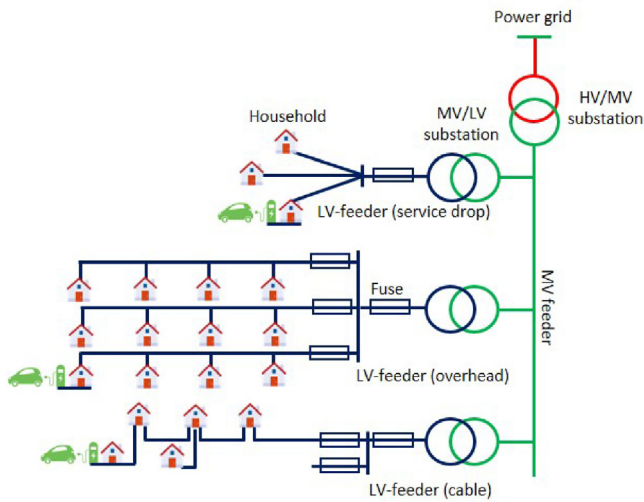 Power grid
HV/MV
substation
MV/LV
substation
Household
LV-feeder (service drop)
Fuse
MV feeder
LV-feeder (overhead)
LV-feeder (cable)